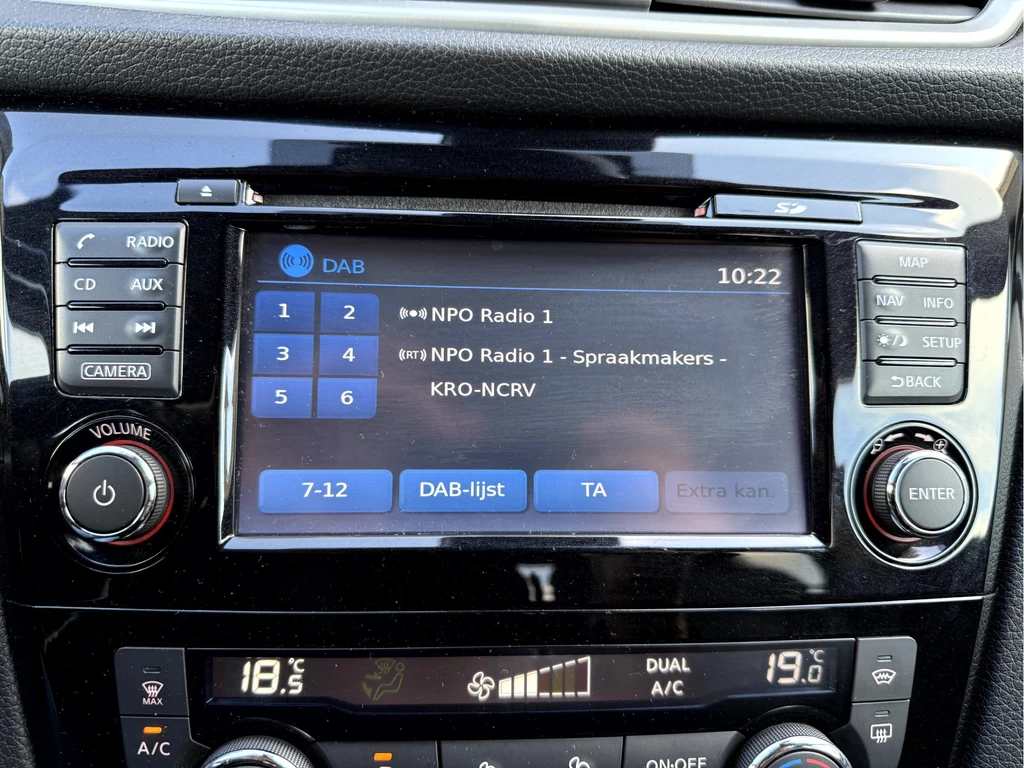 SD
RADIO
CD AUX
CAMERA
VOLUME
DAB
10:22
1 2
3 4
5 6
NPO Radio 1
(RT) NPO Radio 1 - Spraakmakers -
KRO-NCRV
7-12 DAB-lijst TA Extra kan.
MAP
NAV INFO
SETUP
BACK
ENTER
18.5°C
DUAL
A/C
19.0°C
MAX
A/C
ON·OFF